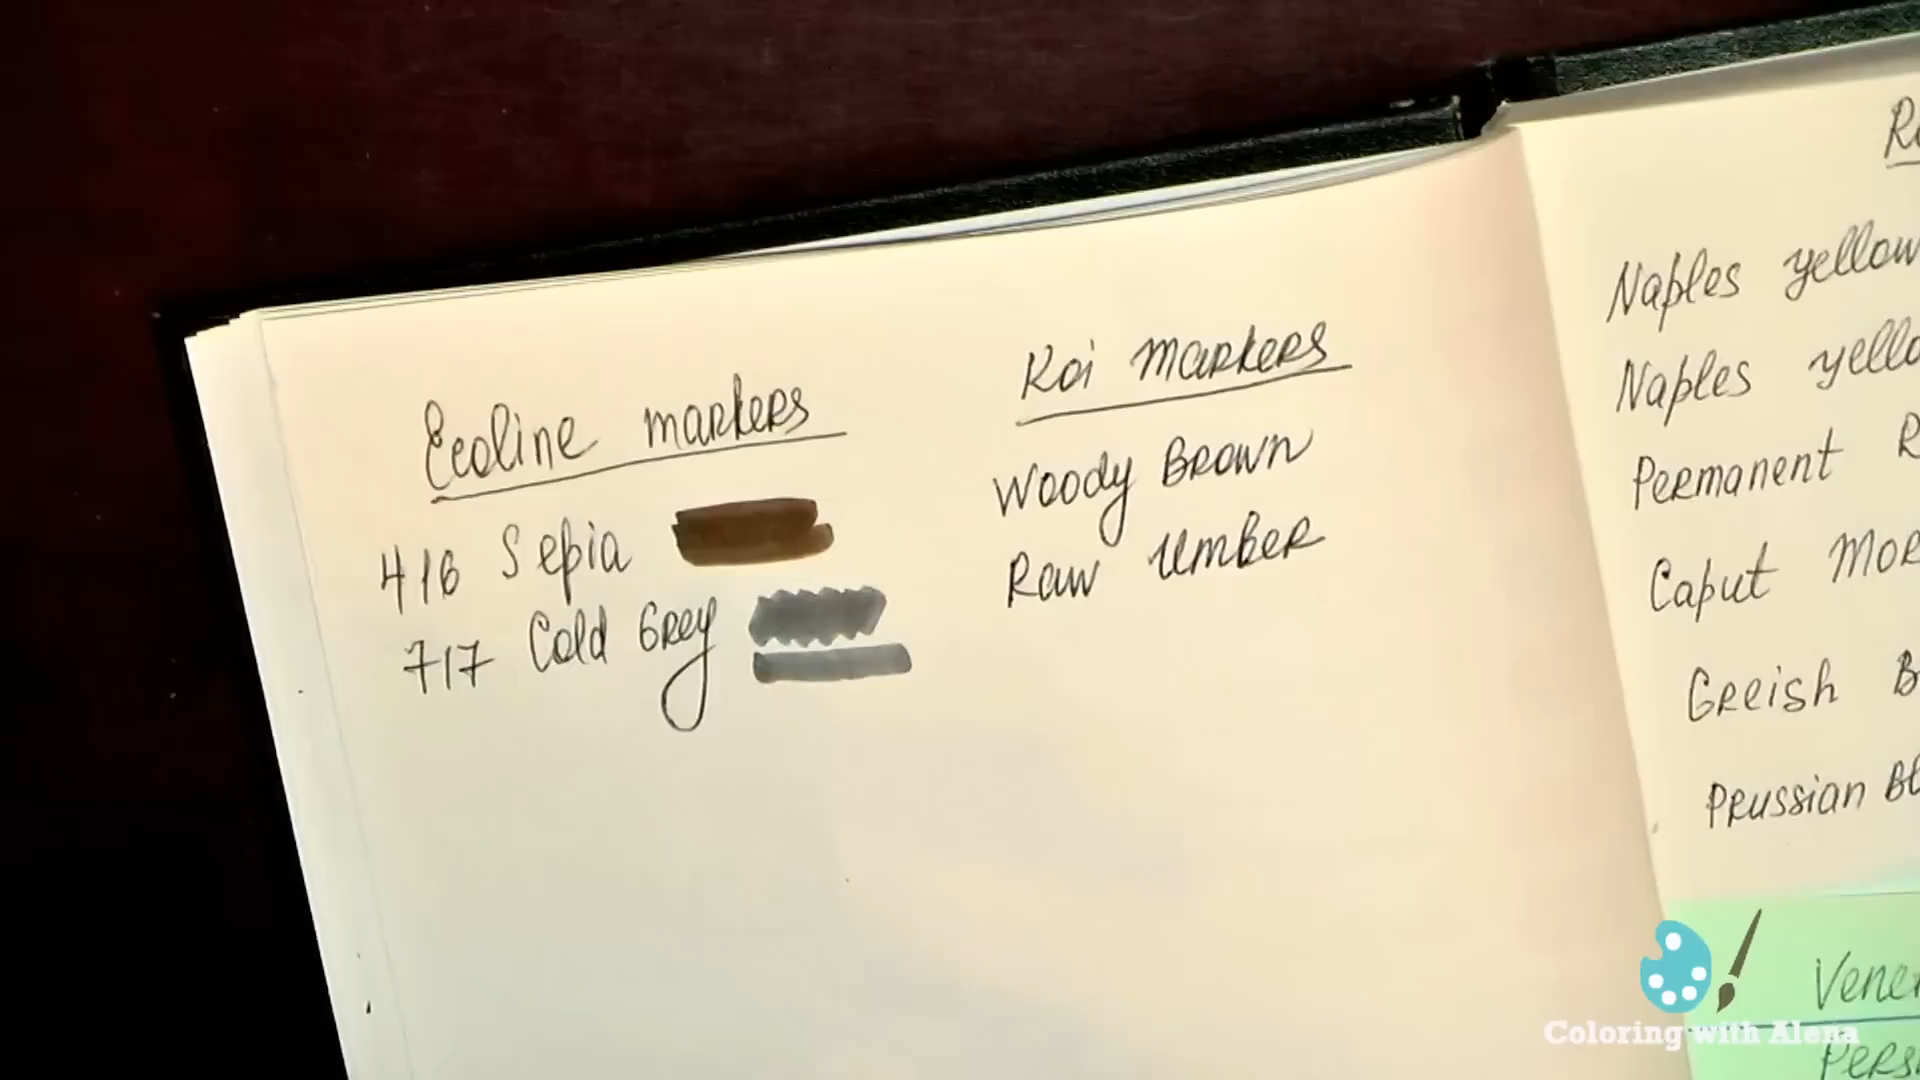 Ecoline markers
416 Sepia
717 Cold Grey
Koi markers
Woody Brown
Raw Umber
Naples yellow
Naples
Permanent
Caput
Greish
Prussian
Coloring with Alena